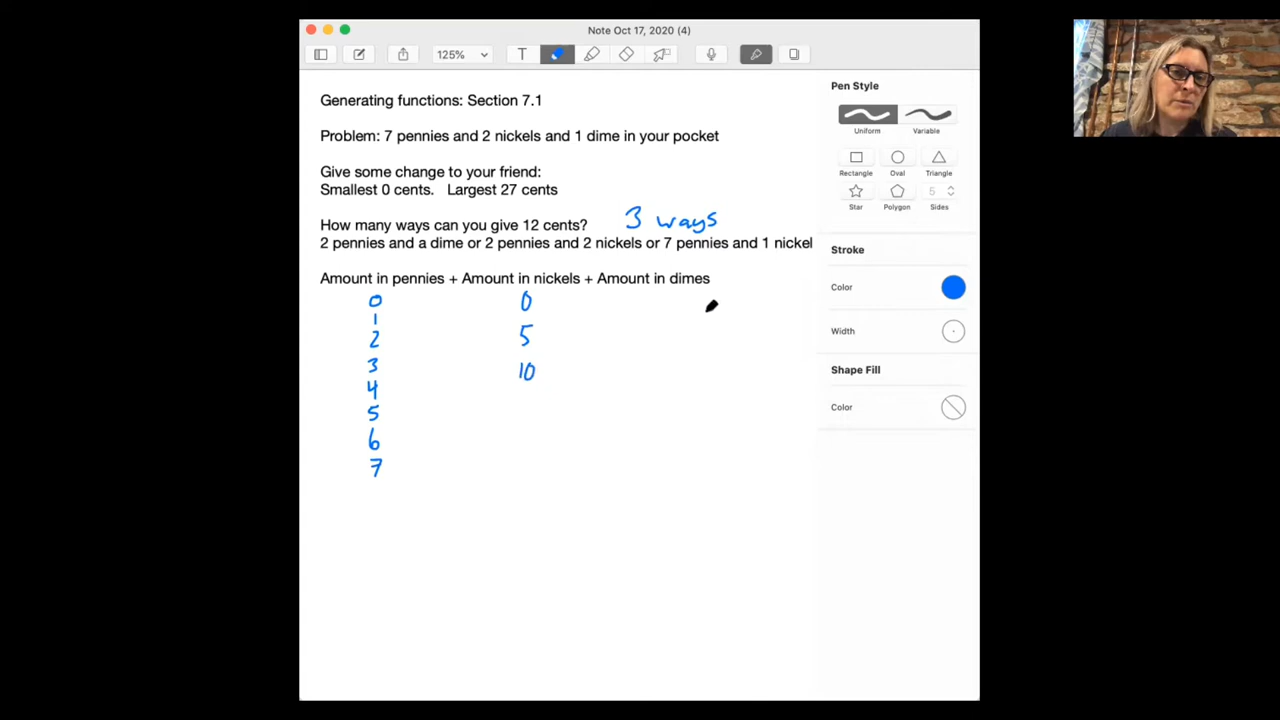 Note Oct 17, 2020 (4)
125%
T
Generating functions: Section 7.1
Problem: 7 pennies and 2 nickels and 1 dime in your pocket
Give some change to your friend:
Smallest 0 cents. Largest 27 cents
How many ways can you give 12 cents? 3 ways
2 pennies and a dime or 2 pennies and 2 nickels or 7 pennies and 1 nickel
Amount in pennies + Amount in nickels + Amount in dimes
0 0
1
2 5
3 10
4
5
6
7
Pen Style
Uniform Variable
Rectangle Oval Triangle
5
Star Polygon Sides
Stroke
Color
Width
Shape Fill
Color